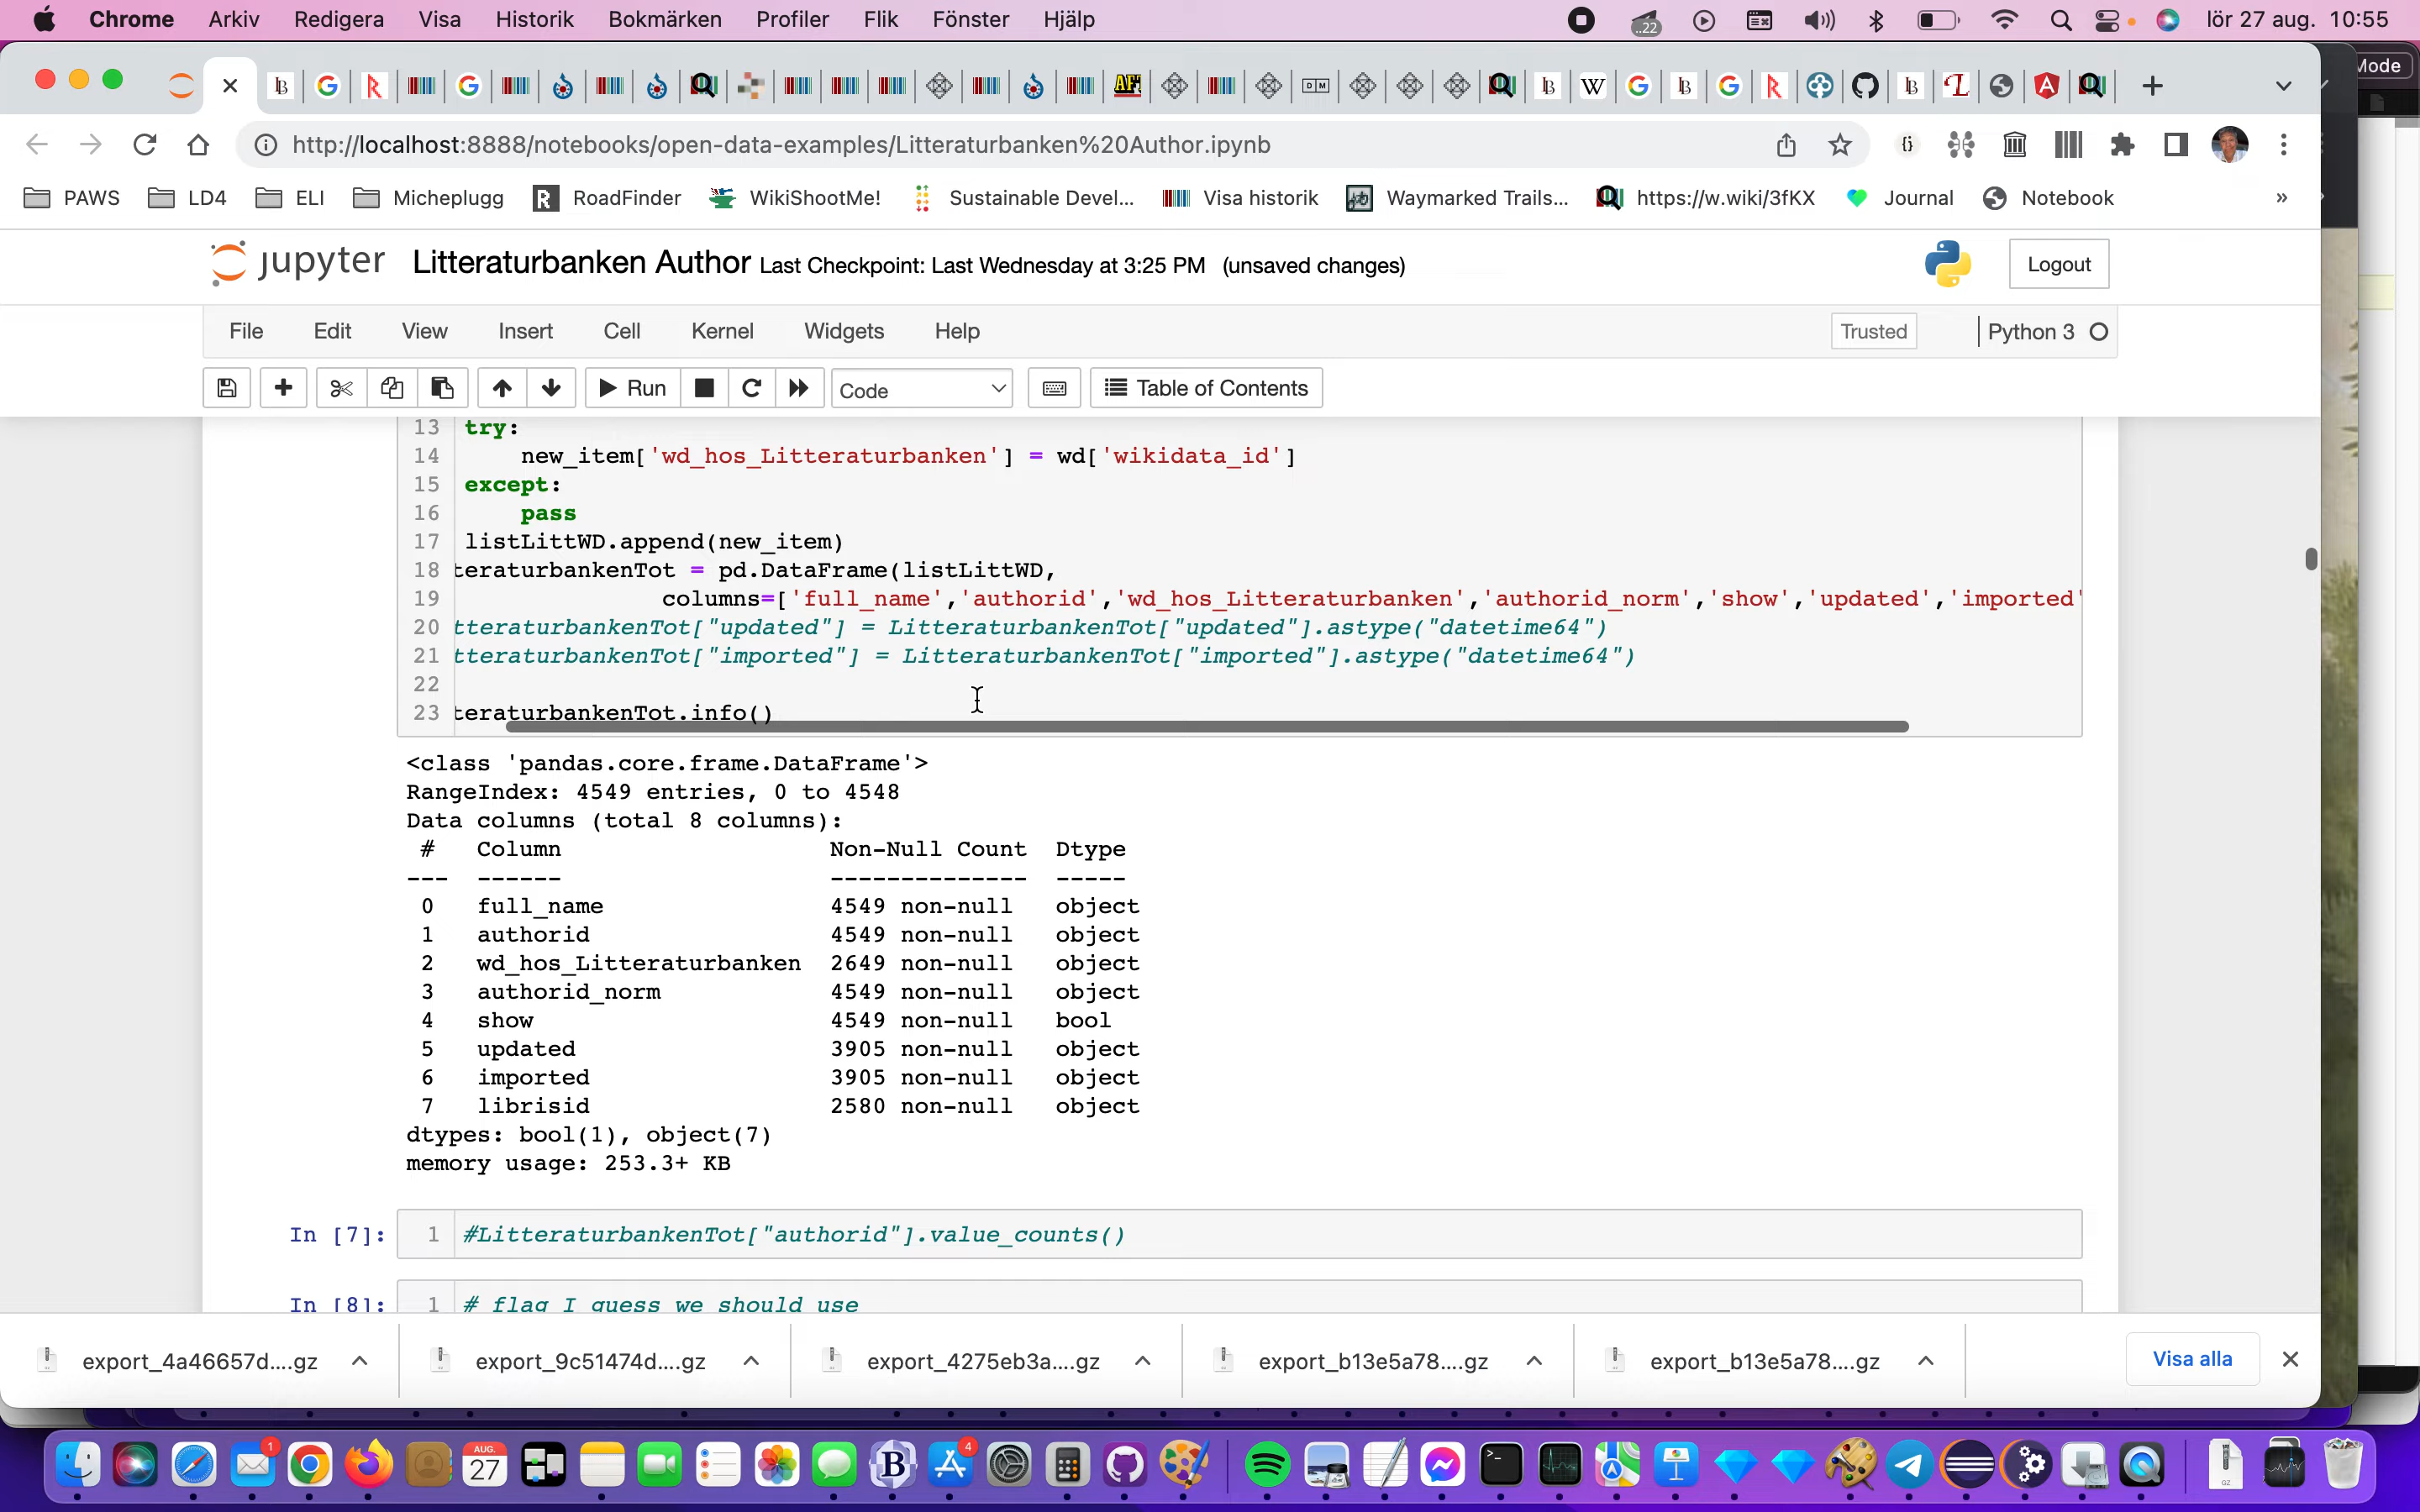 Chrome Arkiv Redigera Visa Historik Bokmärken Profiler Flik Fönster Hjälp ..22 lör 27 aug. 10:55
Mode
http://localhost:8888/notebooks/open-data-examples/Litteraturbanken%20Author.ipynb
PAWS LD4 ELI Micheplugg RoadFinder WikiShootMe! Sustainable Devel... Visa historik Waymarked Trails... https://w.wiki/3fKX Journal Notebook »
jupyter Litteraturbanken Author Last Checkpoint: Last Wednesday at 3:25 PM (unsaved changes) Logout
File Edit View Insert Cell Kernel Widgets Help Trusted Python 3
Run Code Table of Contents
13 try:
14 new_item['wd_hos_Litteraturbanken'] = wd['wikidata_id']
15 except:
16 pass
17 listLittWD.append(new_item)
18 teraturbankenTot = pd.DataFrame(listLittWD,
19 columns=['full_name','authorid','wd_hos_Litteraturbanken','authorid_norm','show','updated','imported'
20 tteraturbankenTot["updated"] = LitteraturbankenTot["updated"].astype("datetime64")
21 tteraturbankenTot["imported"] = LitteraturbankenTot["imported"].astype("datetime64")
22
23 teraturbankenTot.info()
<class 'pandas.core.frame.DataFrame'>
RangeIndex: 4549 entries, 0 to 4548
Data columns (total 8 columns):
# Column Non-Null Count Dtype
--- ------ -------------- -----
0 full_name 4549 non-null object
1 authorid 4549 non-null object
2 wd_hos_Litteraturbanken 2649 non-null object
3 authorid_norm 4549 non-null object
4 show 4549 non-null bool
5 updated 3905 non-null object
6 imported 3905 non-null object
7 librisid 2580 non-null object
dtypes: bool(1), object(7)
memory usage: 253.3+ KB
In [7]: 1 #LitteraturbankenTot["authorid"].value_counts()
In [8]: 1 # flag I guess we should use
export_4a46657d....gz export_9c51474d....gz export_4275eb3a....gz export_b13e5a78....gz export_b13e5a78....gz Visa alla
1 AUG. 27 4